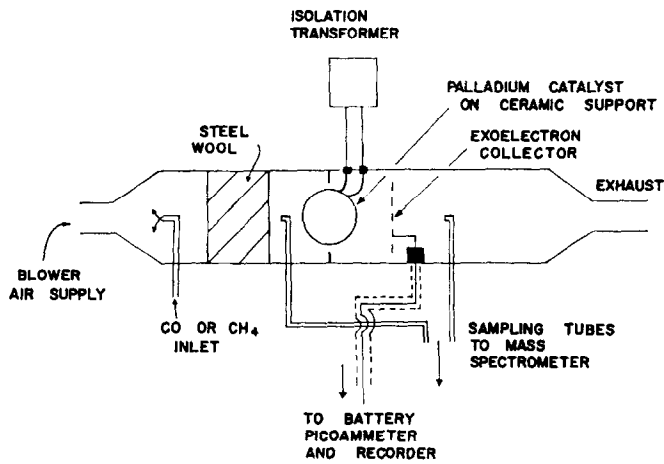 ISOLATION
TRANSFORMER
PALLADIUM CATALYST
ON CERAMIC SUPPORT
STEEL
WOOL
EXOELECTRON
COLLECTOR
EXHAUST
BLOWER
AIR SUPPLY
CO OR CH4
INLET
SAMPLING TUBES
TO MASS
SPECTROMETER
TO BATTERY
PICOAMMETER
AND RECORDER